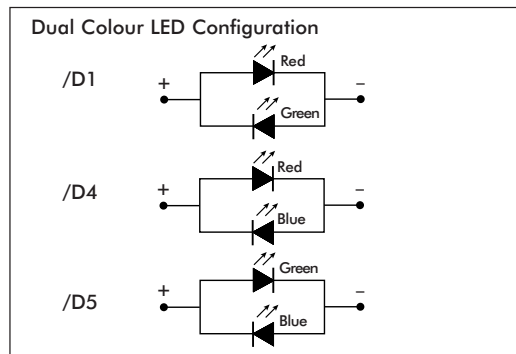 Dual Colour LED Configuration
/D1
+
Red
Green
–
/D4
+
Red
Blue
–
/D5
+
Green
Blue
–